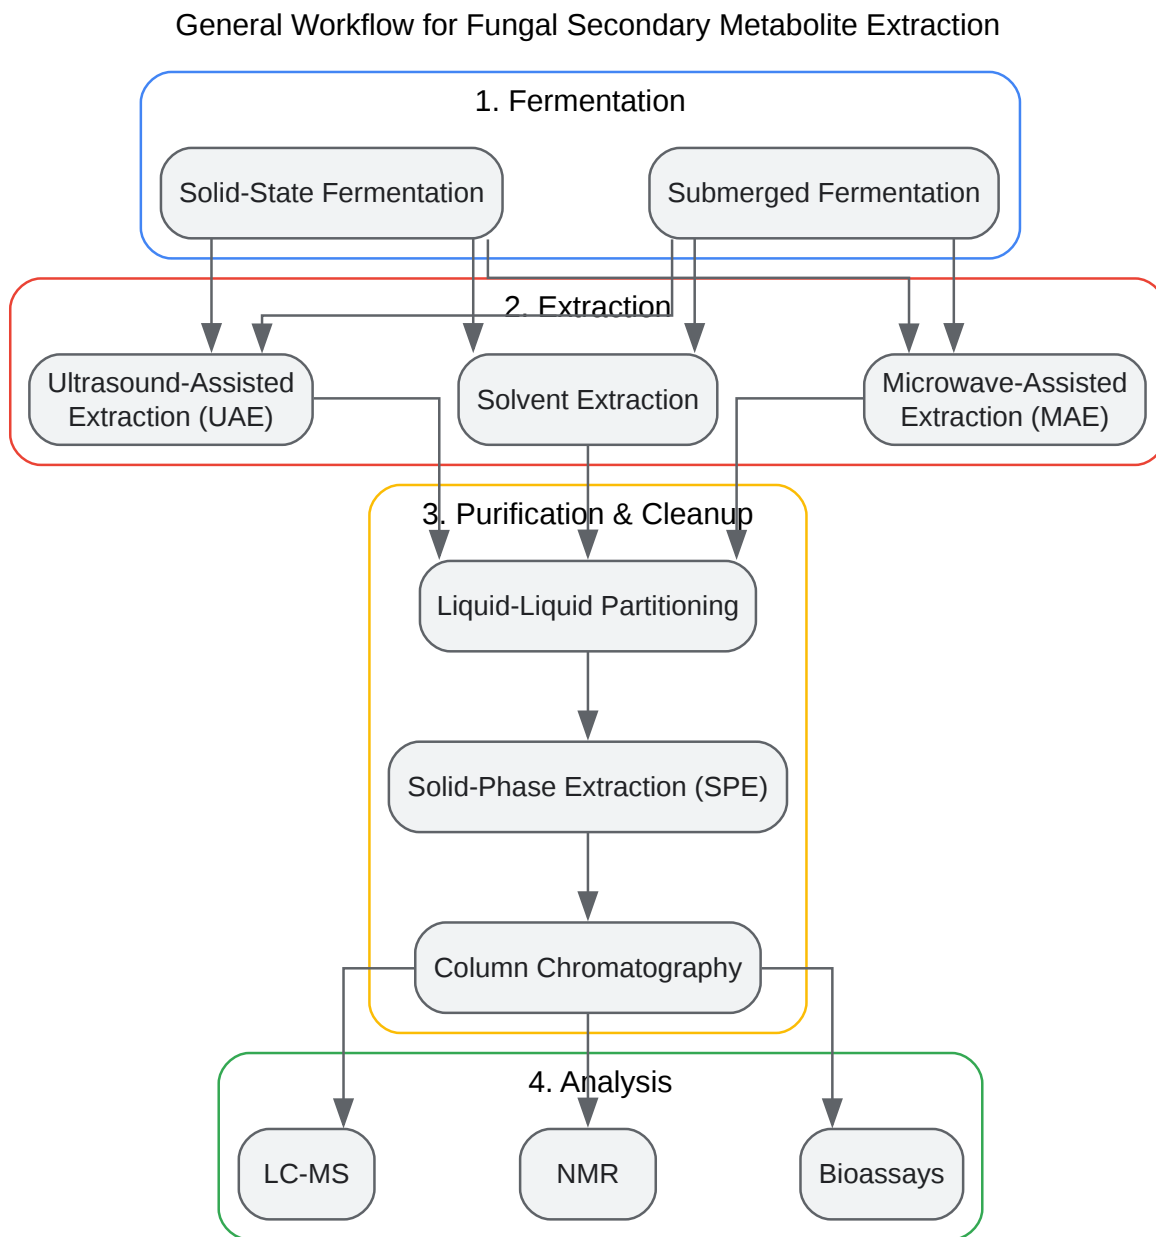 General Workflow for Fungal Secondary Metabolite Extraction
1. Fermentation
Solid-State Fermentation
Submerged Fermentation
2. Extraction
Ultrasound-Assisted
Extraction (UAE)
Solvent Extraction
Microwave-Assisted
Extraction (MAE)
3. Purification & Cleanup
Liquid-Liquid Partitioning
Solid-Phase Extraction (SPE)
Column Chromatography
4. Analysis
LC-MS
NMR
Bioassays